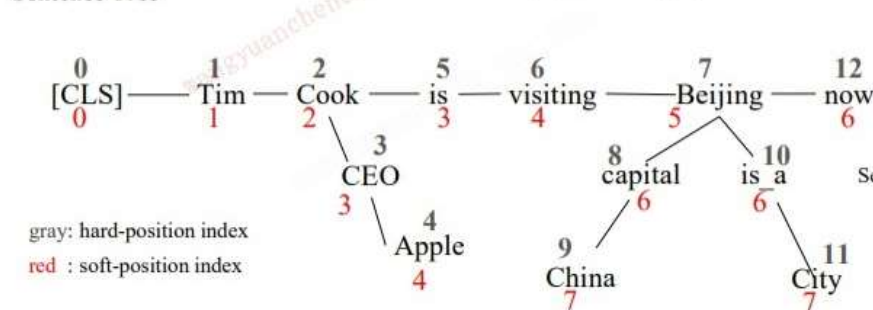 0 1 2 5 6 7 12
[CLS] Tim Cook is visiting Beijing now
0 1 2 3 4 5 6
3 8 10
CEO capital is_a
3 6 6
4 9 11
Apple China City
4 7 7
gray: hard-position index
red : soft-position index